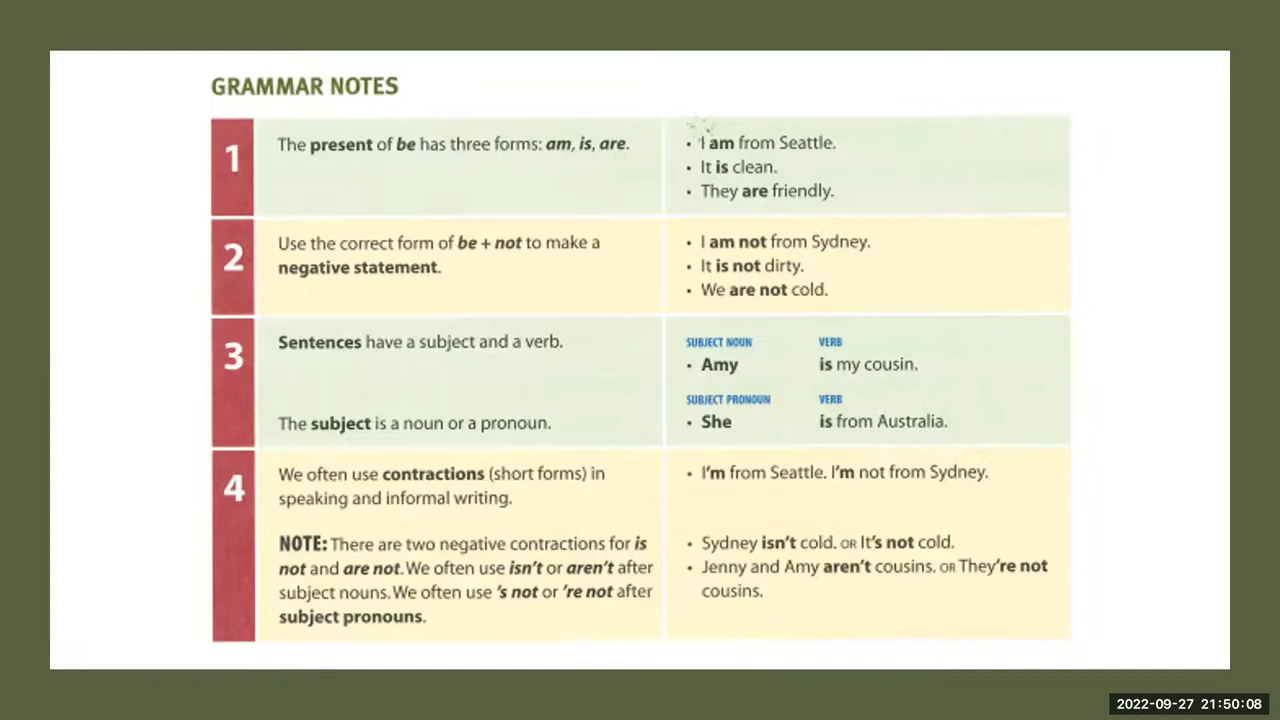 GRAMMAR NOTES
1
The present of be has three forms: am, is, are.
• I am from Seattle.
• It is clean.
• They are friendly.
2
Use the correct form of be + not to make a
negative statement.
• I am not from Sydney.
• It is not dirty.
• We are not cold.
3
Sentences have a subject and a verb.
The subject is a noun or a pronoun.
SUBJECT NOUN VERB
• Amy is my cousin.
SUBJECT PRONOUN VERB
• She is from Australia.
4
We often use contractions (short forms) in
speaking and informal writing.
NOTE: There are two negative contractions for is
not and are not. We often use isn't or aren't after
subject nouns. We often use 's not or 're not after
subject pronouns.
• I'm from Seattle. I'm not from Sydney.
• Sydney isn't cold. OR It's not cold.
• Jenny and Amy aren't cousins. OR They're not
cousins.
2022-09-27 21:50:08